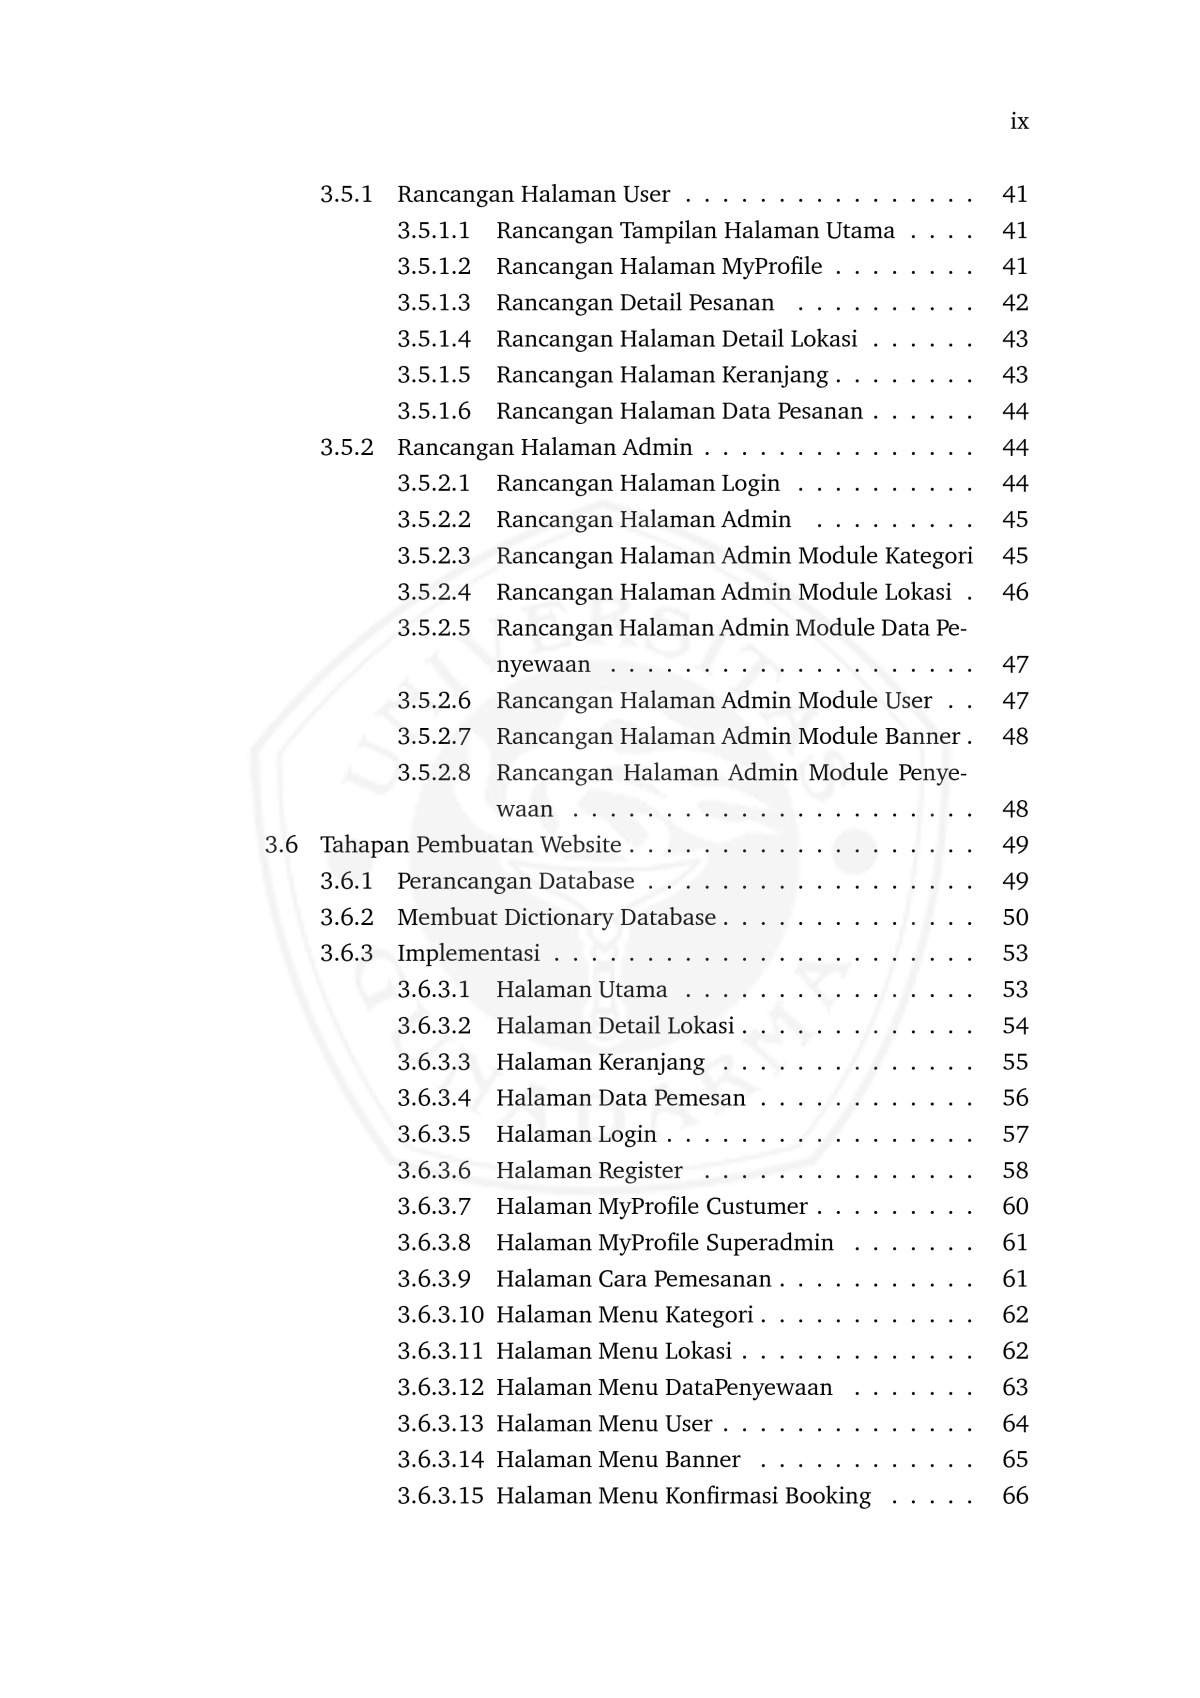 ix
3.5.1 Rancangan Halaman User . . . . . . . . . . . . . . . . 41
3.5.1.1 Rancangan Tampilan Halaman Utama . . . . 41
3.5.1.2 Rancangan Halaman MyProfile . . . . . . . . 41
3.5.1.3 Rancangan Detail Pesanan . . . . . . . . . . 42
3.5.1.4 Rancangan Halaman Detail Lokasi . . . . . . 43
3.5.1.5 Rancangan Halaman Keranjang . . . . . . . . 43
3.5.1.6 Rancangan Halaman Data Pesanan . . . . . . 44
3.5.2 Rancangan Halaman Admin . . . . . . . . . . . . . . . 44
3.5.2.1 Rancangan Halaman Login . . . . . . . . . . 44
3.5.2.2 Rancangan Halaman Admin . . . . . . . . . 45
3.5.2.3 Rancangan Halaman Admin Module Kategori 45
3.5.2.4 Rancangan Halaman Admin Module Lokasi . 46
3.5.2.5 Rancangan Halaman Admin Module Data Pe-
nyewaan . . . . . . . . . . . . . . . . . . . . 47
3.5.2.6 Rancangan Halaman Admin Module User . . 47
3.5.2.7 Rancangan Halaman Admin Module Banner . 48
3.5.2.8 Rancangan Halaman Admin Module Penye-
waan . . . . . . . . . . . . . . . . . . . . . . 48
3.6 Tahapan Pembuatan Website . . . . . . . . . . . . . . . . . . . 49
3.6.1 Perancangan Database . . . . . . . . . . . . . . . . . . 49
3.6.2 Membuat Dictionary Database . . . . . . . . . . . . . . 50
3.6.3 Implementasi . . . . . . . . . . . . . . . . . . . . . . . 53
3.6.3.1 Halaman Utama . . . . . . . . . . . . . . . . 53
3.6.3.2 Halaman Detail Lokasi . . . . . . . . . . . . . 54
3.6.3.3 Halaman Keranjang . . . . . . . . . . . . . . 55
3.6.3.4 Halaman Data Pemesan . . . . . . . . . . . . 56
3.6.3.5 Halaman Login . . . . . . . . . . . . . . . . . 57
3.6.3.6 Halaman Register . . . . . . . . . . . . . . . 58
3.6.3.7 Halaman MyProfile Custumer . . . . . . . . . 60
3.6.3.8 Halaman MyProfile Superadmin . . . . . . . 61
3.6.3.9 Halaman Cara Pemesanan . . . . . . . . . . . 61
3.6.3.10 Halaman Menu Kategori . . . . . . . . . . . . 62
3.6.3.11 Halaman Menu Lokasi . . . . . . . . . . . . . 62
3.6.3.12 Halaman Menu DataPenyewaan . . . . . . . 63
3.6.3.13 Halaman Menu User . . . . . . . . . . . . . . 64
3.6.3.14 Halaman Menu Banner . . . . . . . . . . . . 65
3.6.3.15 Halaman Menu Konfirmasi Booking . . . . . 66
UNIVERSITAS
GUNADARMA